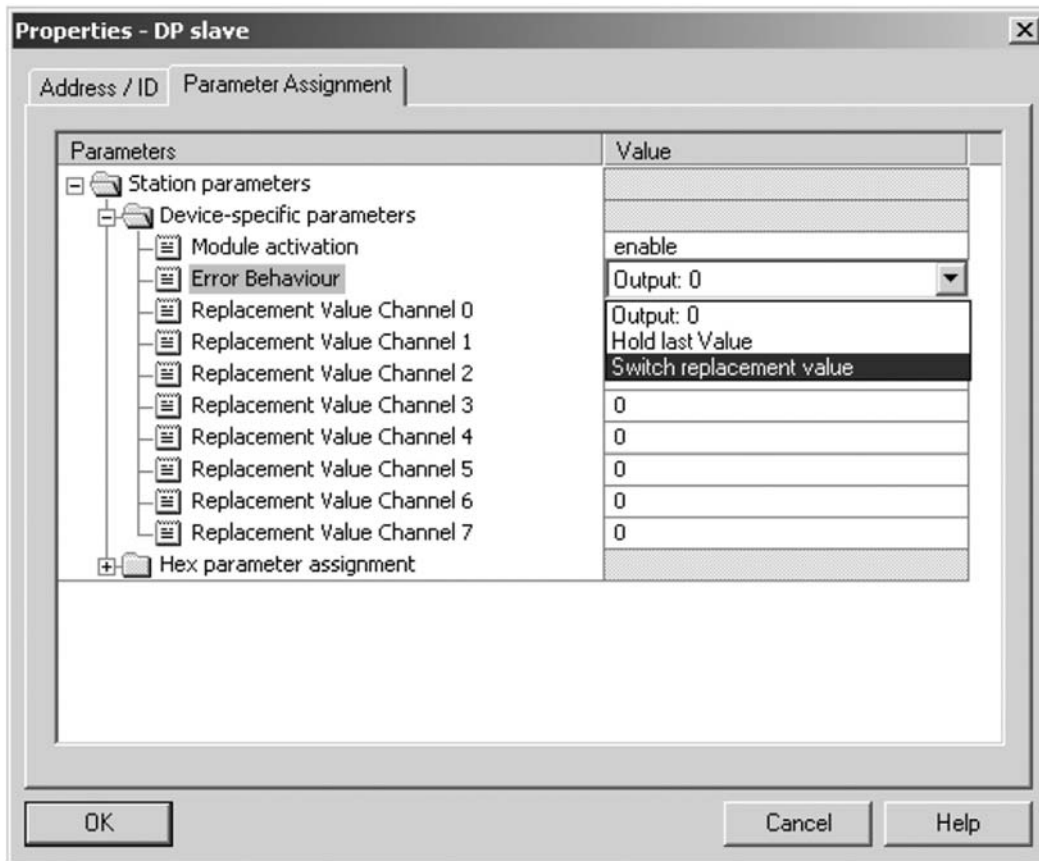 Properties - DP slave
Address / ID Parameter Assignment
Parameters Value
Station parameters
Device-specific parameters
Module activation enable
Error Behaviour Output: 0
Replacement Value Channel 0 Output: 0
Replacement Value Channel 1 Hold last Value
Replacement Value Channel 2 Switch replacement value
Replacement Value Channel 3 0
Replacement Value Channel 4 0
Replacement Value Channel 5 0
Replacement Value Channel 6 0
Replacement Value Channel 7 0
Hex parameter assignment
OK Cancel Help